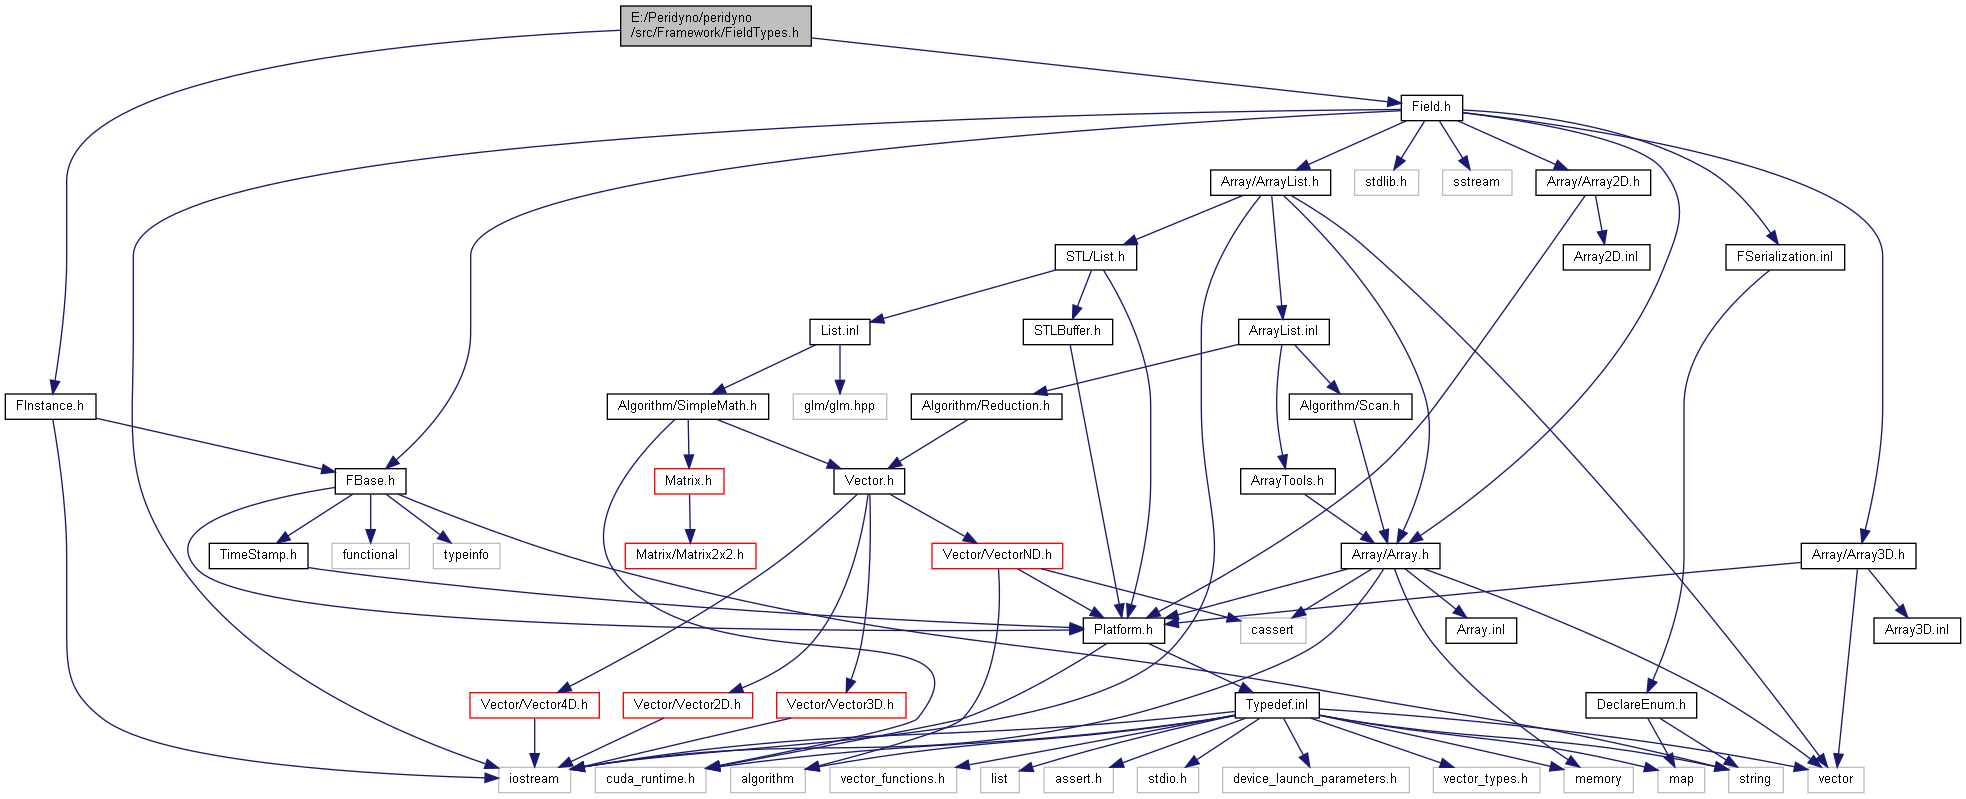 E:/Peridyno/peridyno
/src/Framework/FieldTypes.h
Field.h
Array/ArrayList.h
stdlib.h
sstream
Array/Array2D.h
STL/List.h
Array2D.inl
FSerialization.inl
List.inl
STLBuffer.h
ArrayList.inl
FInstance.h
Algorithm/SimpleMath.h
glm/glm.hpp
Algorithm/Reduction.h
Algorithm/Scan.h
FBase.h
Matrix.h
Vector.h
ArrayTools.h
TimeStamp.h
functional
typeinfo
Matrix/Matrix2x2.h
Vector/VectorND.h
Array/Array.h
Array/Array3D.h
Platform.h
cassert
Array.inl
Array3D.inl
Vector/Vector4D.h
Vector/Vector2D.h
Vector/Vector3D.h
Typedef.inl
DeclareEnum.h
iostream
cuda_runtime.h
algorithm
vector_functions.h
list
assert.h
stdio.h
device_launch_parameters.h
vector_types.h
memory
map
string
vector